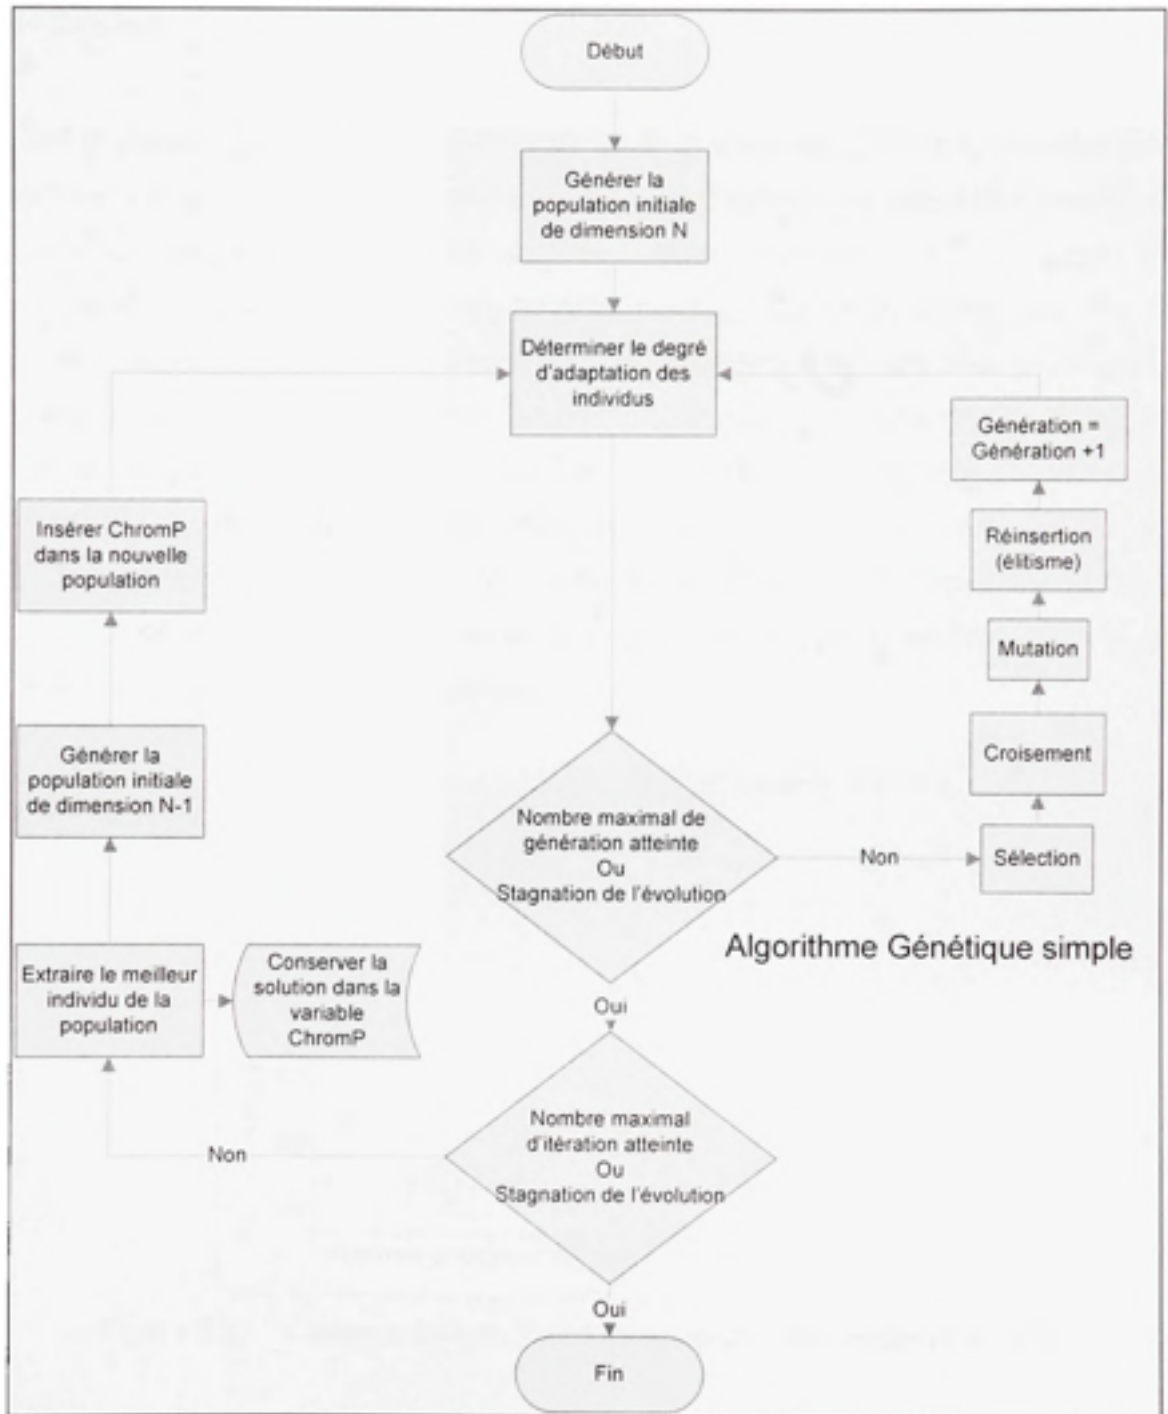 Début
Générer la
population initiale
de dimension N
Déterminer le degré
d'adaptation des
individus
Génération =
Génération +1
Insérer ChromP
dans la nouvelle
population
Réinsertion
(élitisme)
Mutation
Croisement
Générer la
population initiale
de dimension N-1
Nombre maximal de
génération atteinte
Ou
Stagnation de l'évolution
Non
Sélection
Algorithme Génétique simple
Extraire le meilleur
individu de la
population
Conserver la
solution dans la
variable
ChromP
Oui
Nombre maximal
d'itération atteinte
Ou
Stagnation de l'évolution
Non
Oui
Fin